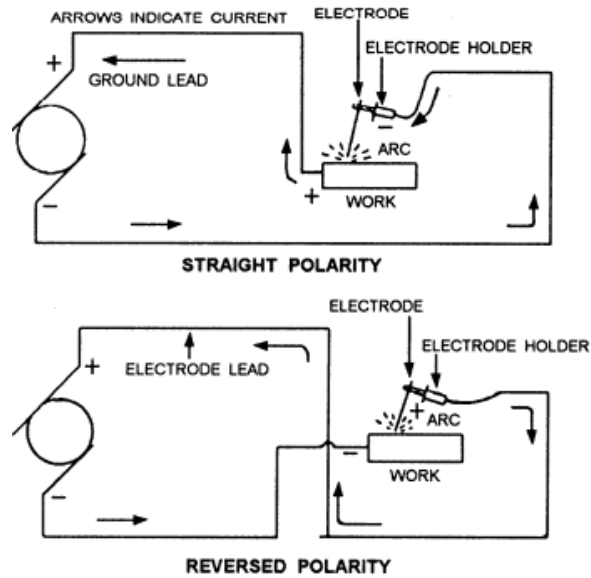 ARROWS INDICATE CURRENT
ELECTRODE
ELECTRODE HOLDER
+
GROUND LEAD
−
ARC
−
+
WORK
STRAIGHT POLARITY
ELECTRODE
ELECTRODE HOLDER
+
ELECTRODE LEAD
+
ARC
−
WORK
−
REVERSED POLARITY